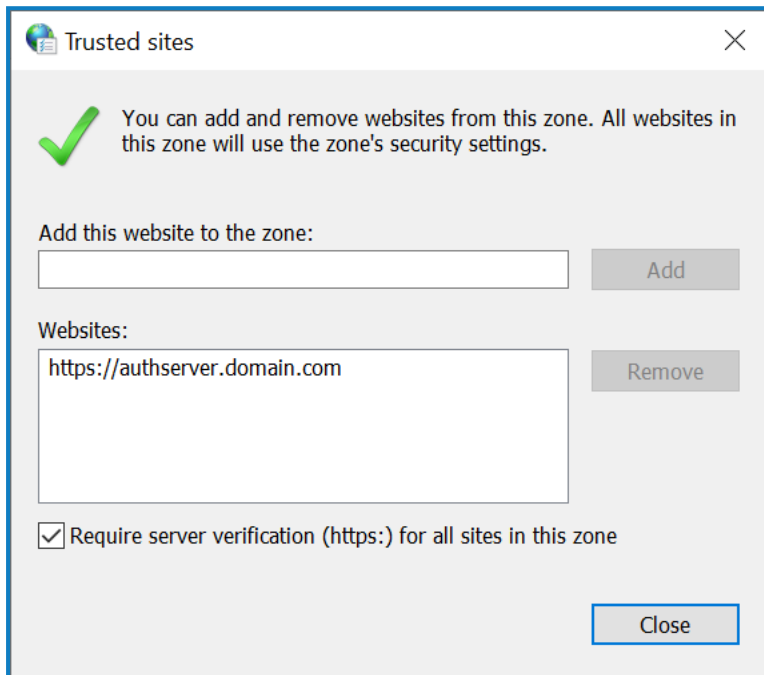 Trusted sites
You can add and remove websites from this zone. All websites in
this zone will use the zone's security settings.
Add this website to the zone:
Add
Websites:
https://authserver.domain.com
Remove
Require server verification (https:) for all sites in this zone
Close